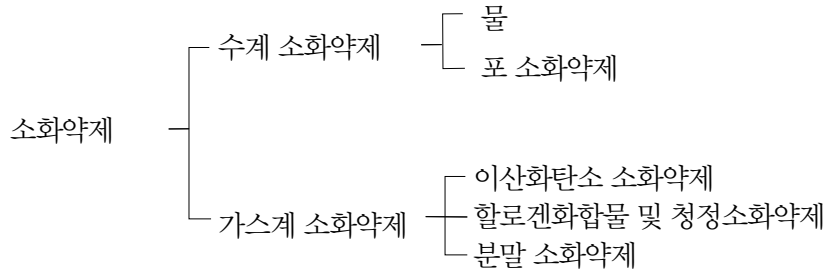 소화약제
수계 소화약제
물
포 소화약제
가스계 소화약제
이산화탄소 소화약제
할로겐화합물 및 청정소화약제
분말 소화약제